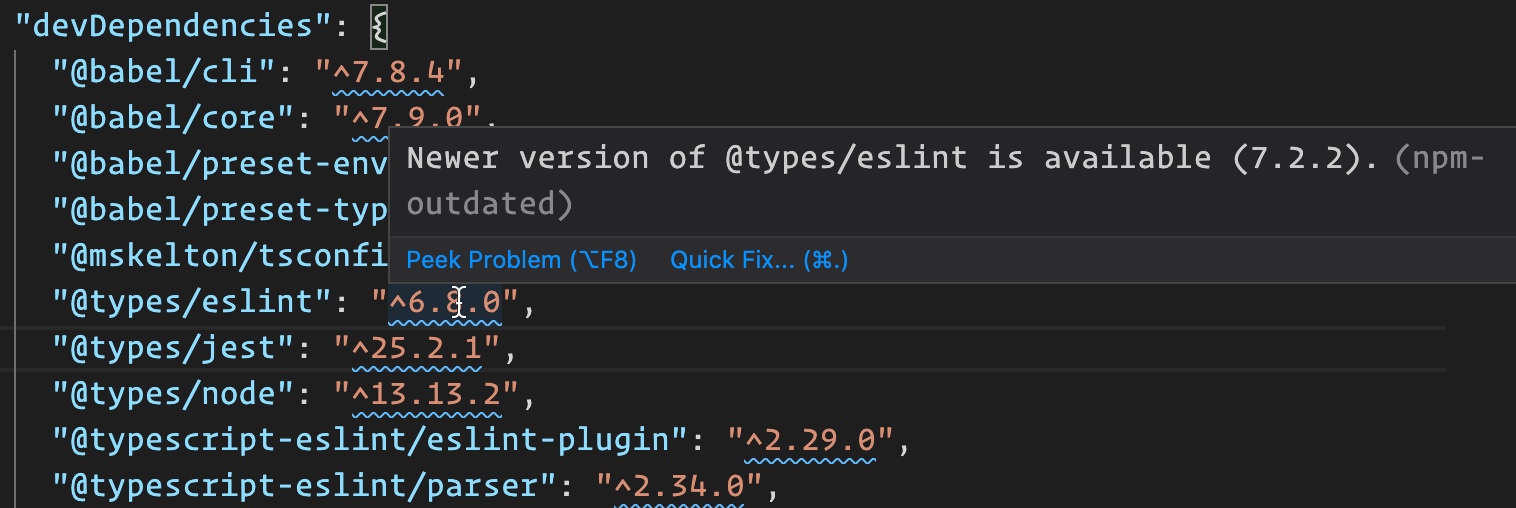 "devDependencies": {
"@babel/cli": "^7.8.4",
"@babel/core": "^7.9.0",
"@babel/preset-env
"@babel/preset-typ
"@mskelton/tsconfi
"@types/eslint": "^6.8.0",
"@types/jest": "^25.2.1",
"@types/node": "^13.13.2",
"@typescript-eslint/eslint-plugin": "^2.29.0",
"@typescript-eslint/parser": "^2.34.0",
Newer version of @types/eslint is available (7.2.2). (npm-
outdated)
Peek Problem (⌥F8) Quick Fix... (⌘.)